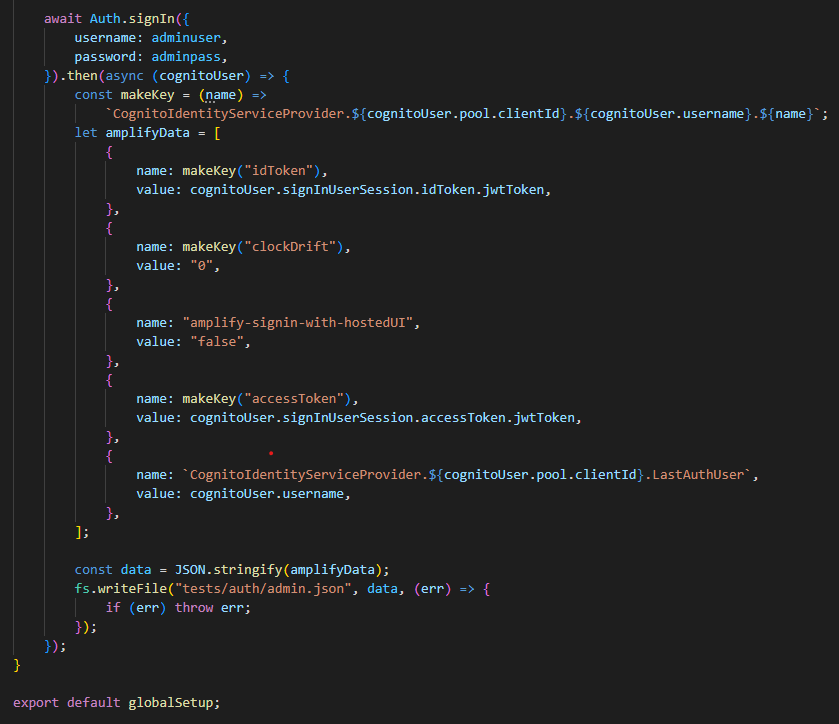 await Auth.signIn({
username: adminuser,
password: adminpass,
}).then(async (cognitoUser) => {
const makeKey = (name) =>
`CognitoIdentityServiceProvider.${cognitoUser.pool.clientId}.${cognitoUser.username}.${name}`;
let amplifyData = [
{
name: makeKey("idToken"),
value: cognitoUser.signInUserSession.idToken.jwtToken,
},
{
name: makeKey("clockDrift"),
value: "0",
},
{
name: "amplify-signin-with-hostedUI",
value: "false",
},
{
name: makeKey("accessToken"),
value: cognitoUser.signInUserSession.accessToken.jwtToken,
},
{
name: `CognitoIdentityServiceProvider.${cognitoUser.pool.clientId}.LastAuthUser`,
value: cognitoUser.username,
},
];
const data = JSON.stringify(amplifyData);
fs.writeFile("tests/auth/admin.json", data, (err) => {
if (err) throw err;
});
});
}
export default globalSetup;